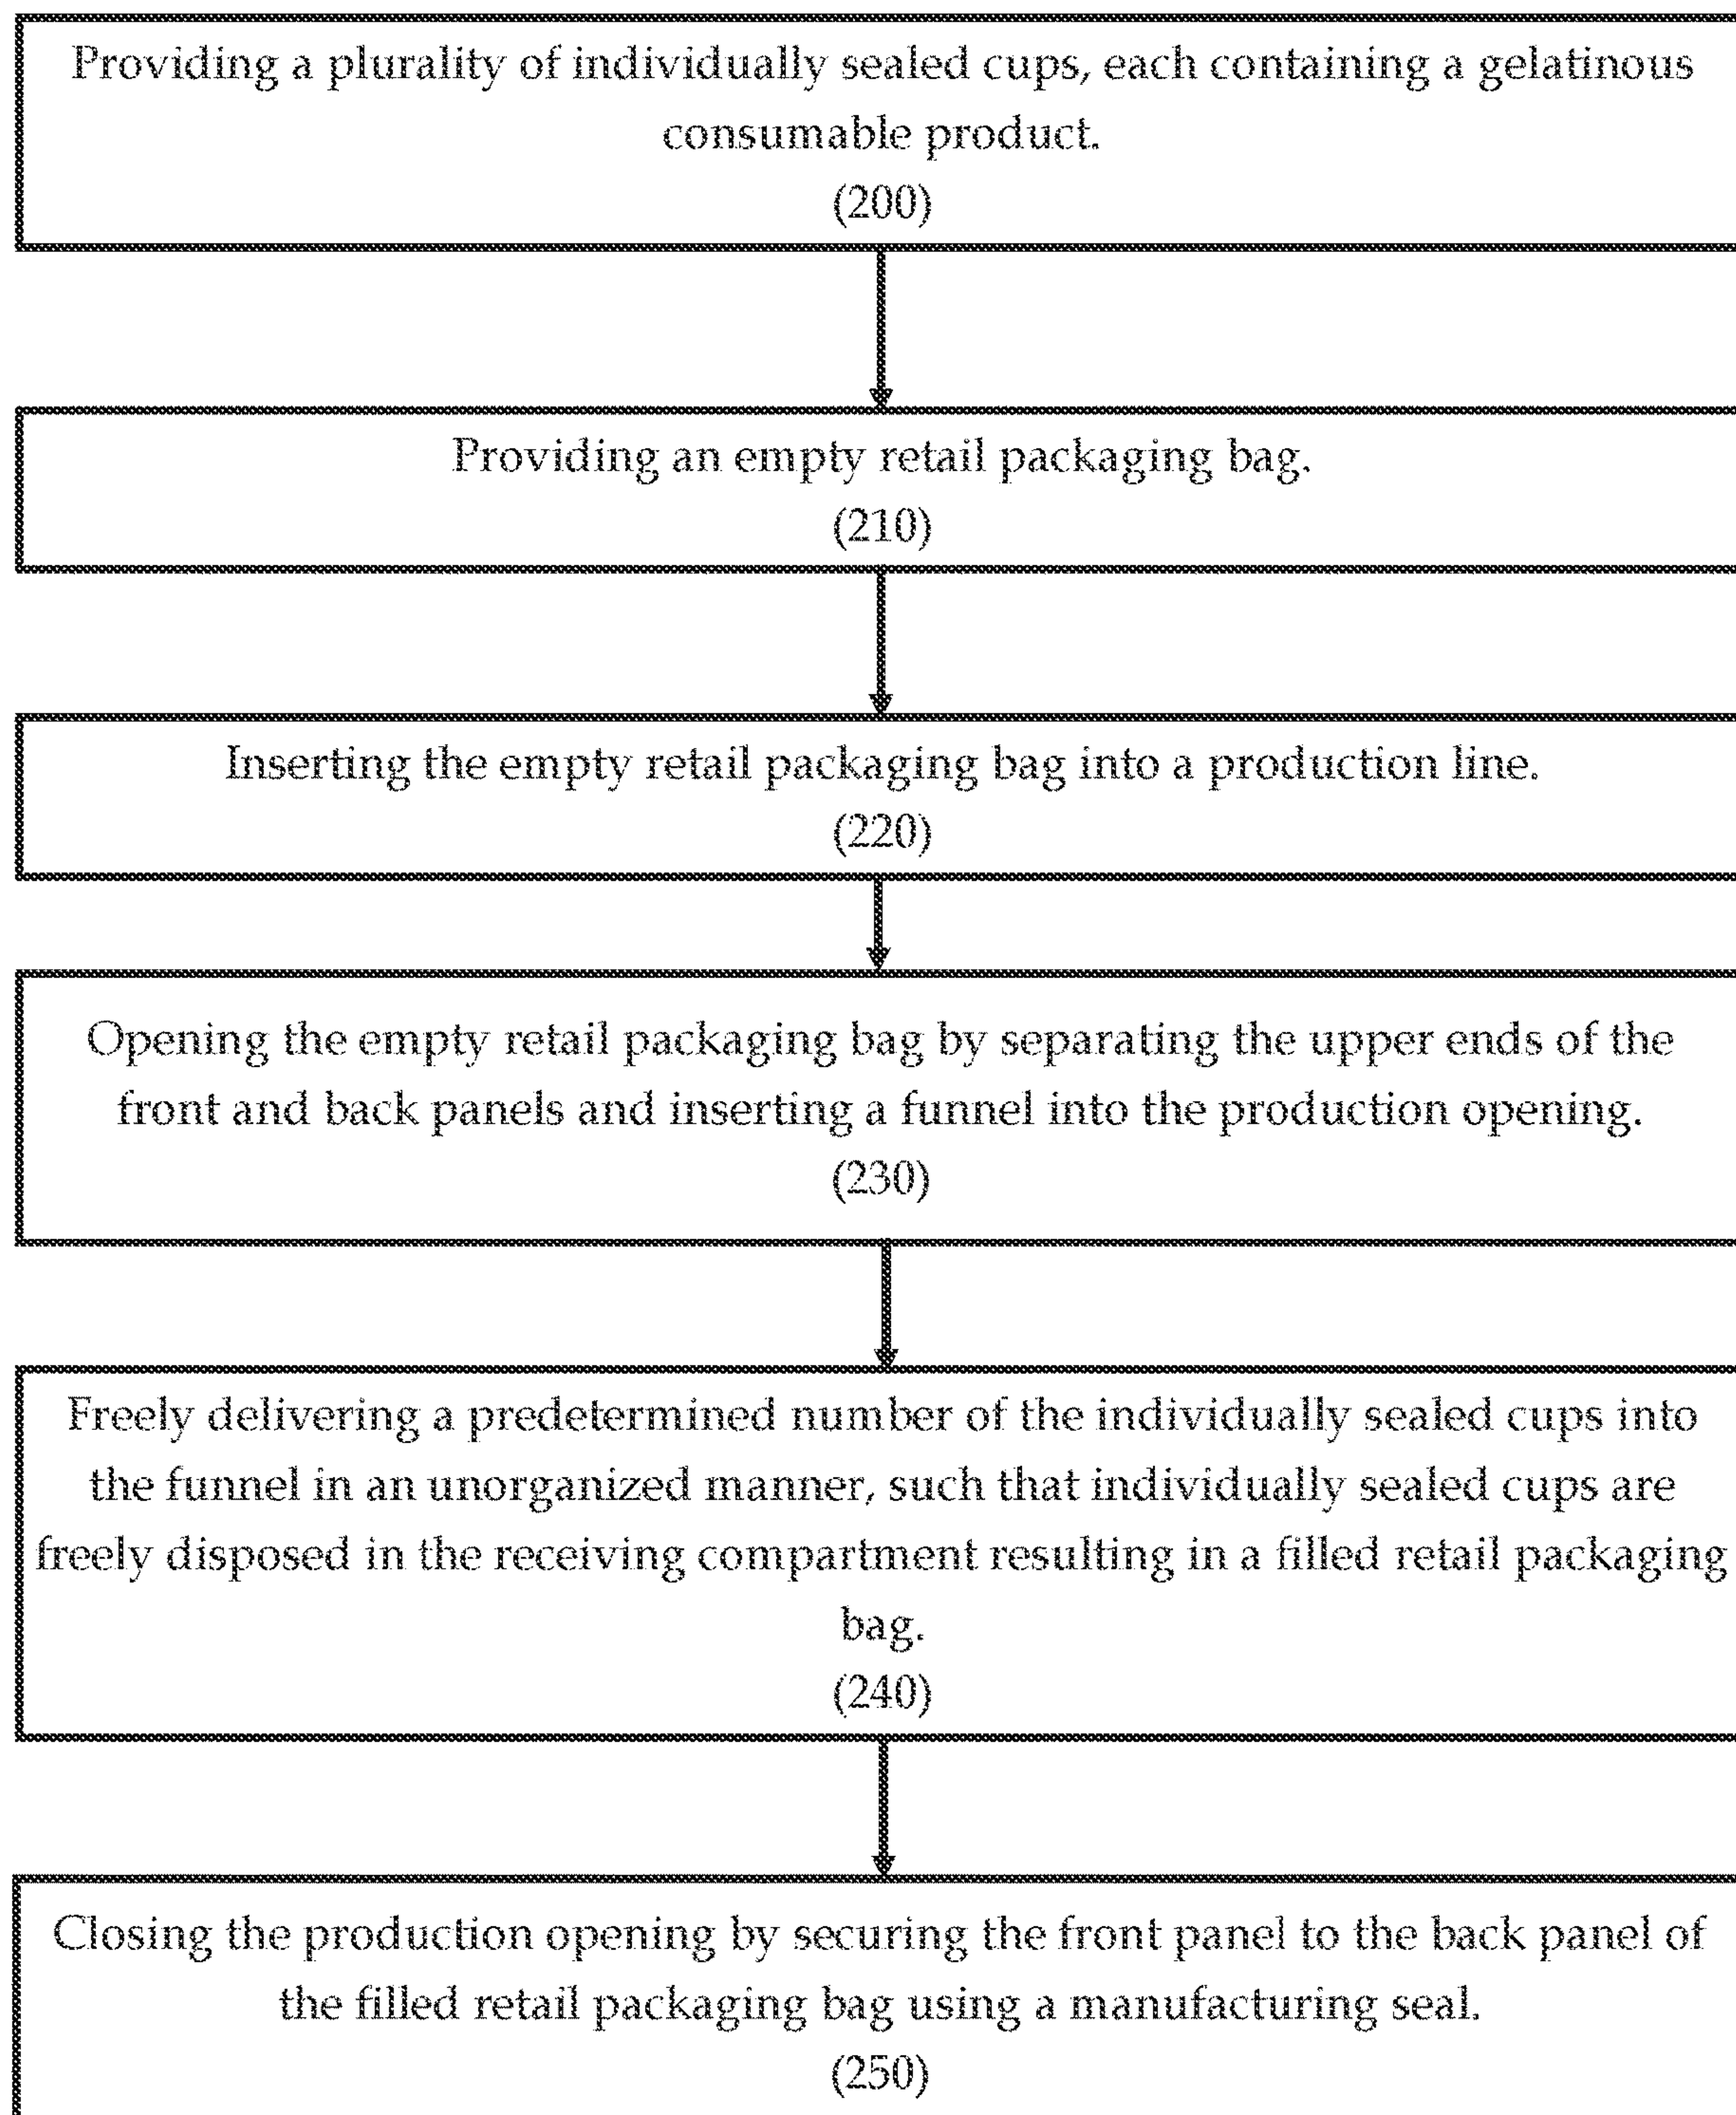 Providing a plurality of individually sealed cups, each containing a gelatinous
consumable product.
(200)
Providing an empty retail packaging bag.
(210)
Inserting the empty retail packaging bag into a production line.
(220)
Opening the empty retail packaging bag by separating the upper ends of the
front and back panels and inserting a funnel into the production opening.
(230)
Freely delivering a predetermined number of the individually sealed cups into
the funnel in an unorganized manner, such that individually sealed cups are
freely disposed in the receiving compartment resulting in a filled retail packaging
bag.
(240)
Closing the production opening by securing the front panel to the back panel of
the filled retail packaging bag using a manufacturing seal.
(250)